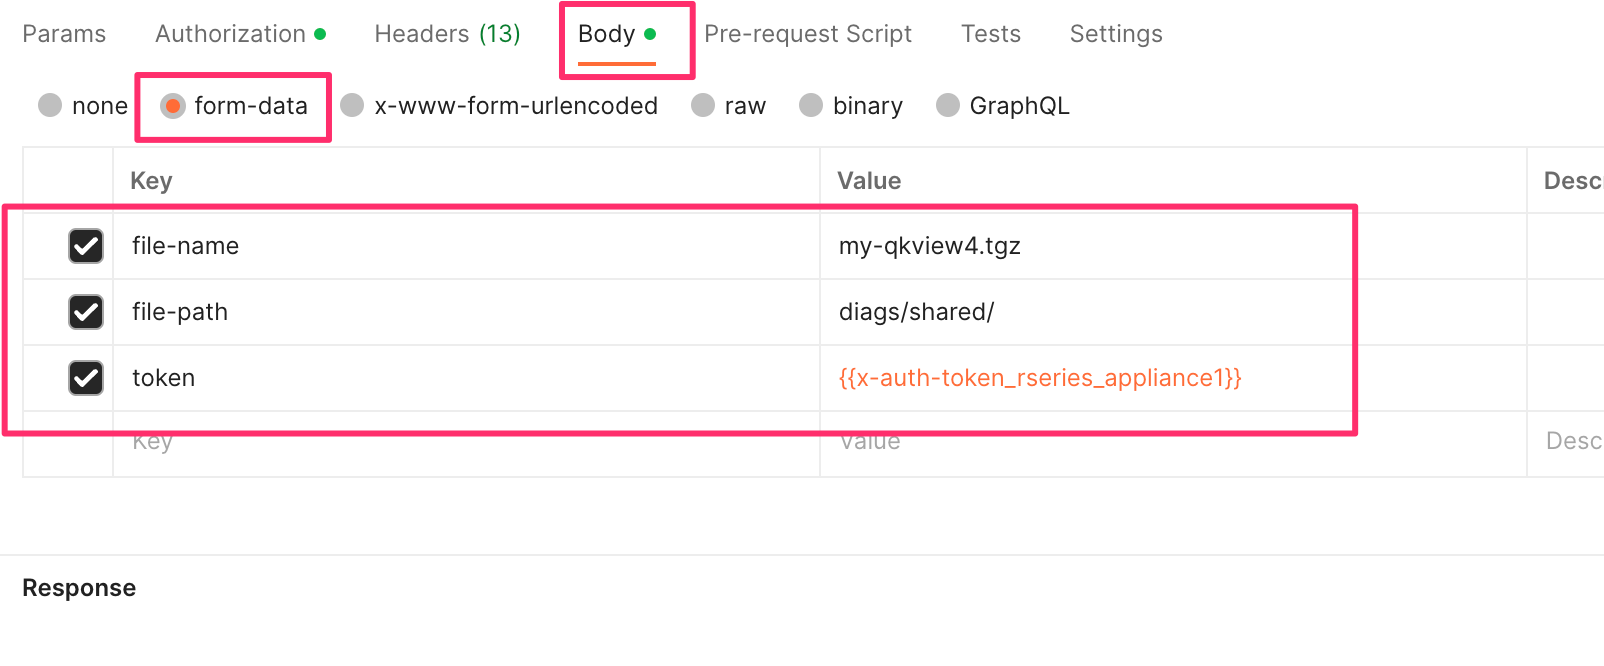 Params Authorization Headers (13) Body Pre-request Script Tests Settings
none form-data x-www-form-urlencoded raw binary GraphQL
Key Value Desc
file-name my-qkview4.tgz
file-path diags/shared/
token {{x-auth-token_rseries_appliance1}}
Key Value Desc
Response